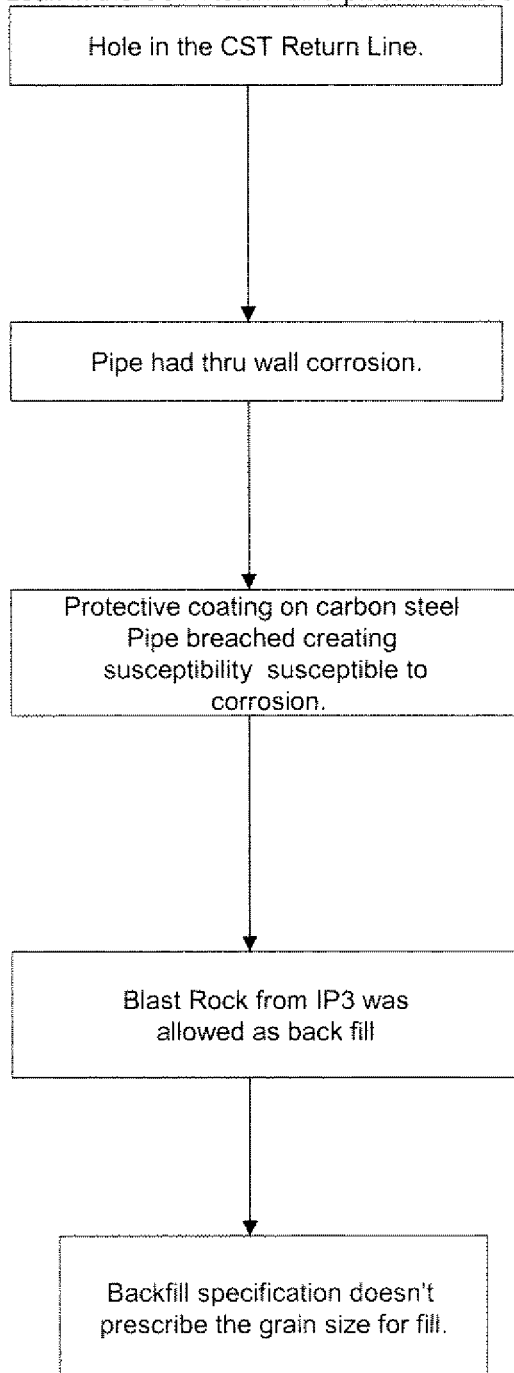 Hole in the CST Return Line.
Pipe had thru wall corrosion.
Protective coating on carbon steel
Pipe breached creating
susceptibility susceptible to
corrosion.
Blast Rock from IP3 was
allowed as back fill
Backfill specification doesn't
prescribe the grain size for fill.